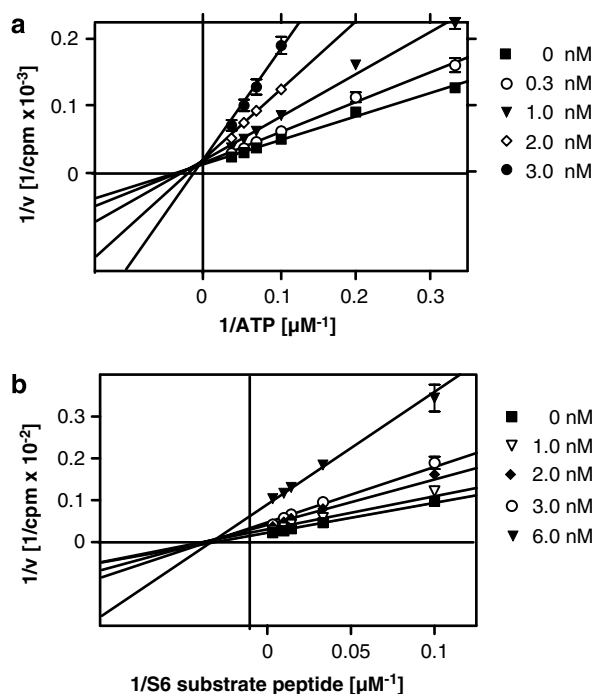 a
0.2
0.1
0
1/v [1/cpm x10⁻³]
0 0.1 0.2 0.3
1/ATP [µM⁻¹]
0 nM
0.3 nM
1.0 nM
2.0 nM
3.0 nM
b
0.3
0.2
0.1
0
1/v [1/cpm x 10⁻²]
0 0.05 0.1
1/S6 substrate peptide [µM⁻¹]
0 nM
1.0 nM
2.0 nM
3.0 nM
6.0 nM